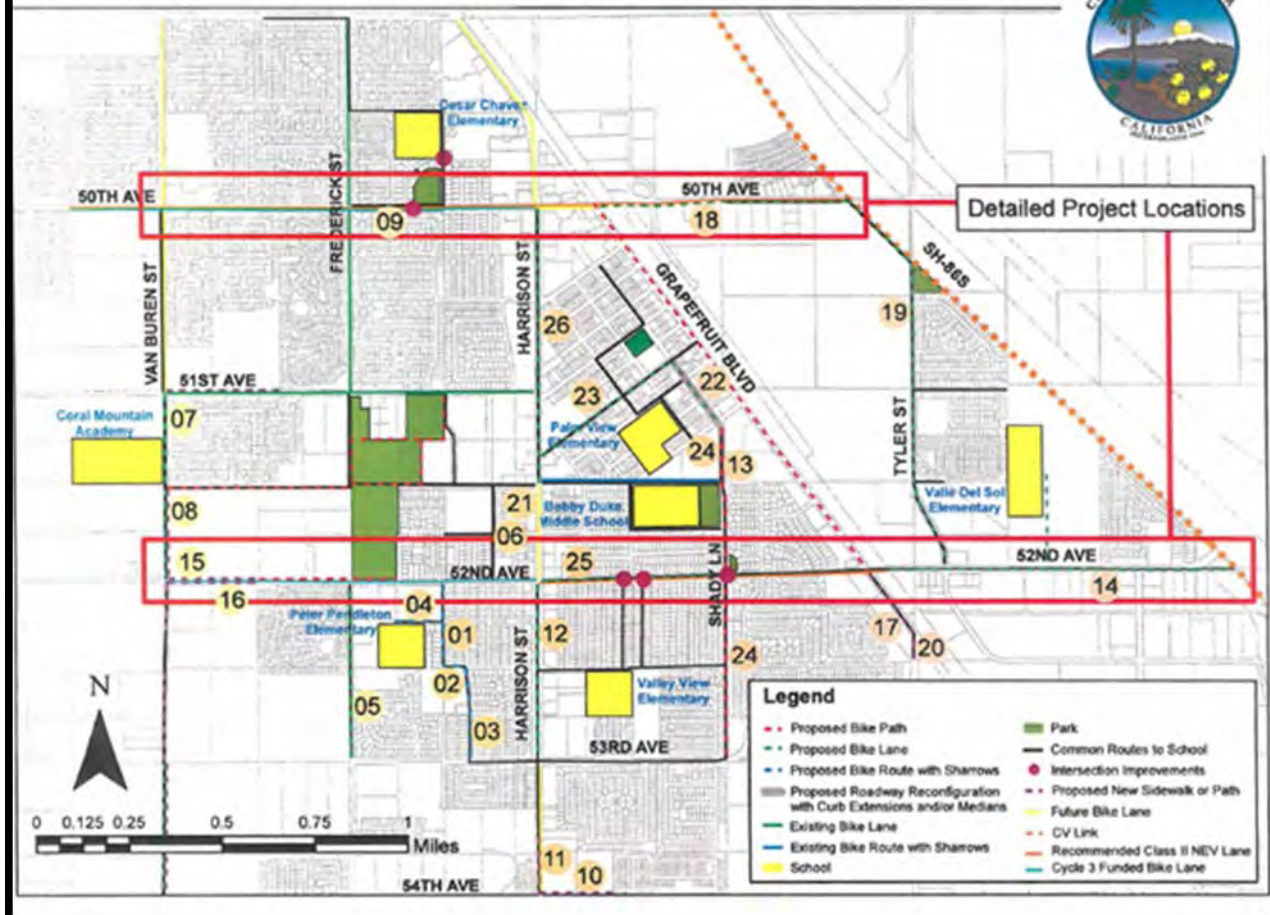 CALIFORNIA
Cesar Chavez
Elementary
50TH AVE
50TH AVE
Detailed Project Locations
FREDERICK ST
09
18
VAN BUREN ST
HARRISON ST
GRAPEFRUIT BLVD
SH-86S
19
26
51ST AVE
23
22
Coral Mountain
Academy
07
Palm View
Elementary
24
13
TYLER ST
08
21
Bobby Duke
Middle School
Valle Del Sol
Elementary
06
15
52ND AVE
25
SHADY LN
52ND AVE
16
04
14
Peter Pendleton
Elementary
01
12
17
20
24
02
Valley View
Elementary
05
HARRISON ST
03
53RD AVE
N
0 0.125 0.25 0.5 0.75 1
Miles
11
10
54TH AVE
Legend
Proposed Bike Path
Proposed Bike Lane
Proposed Bike Route with Sharrows
Proposed Roadway Reconfiguration
with Curb Extensions and/or Medians
Existing Bike Lane
Existing Bike Route with Sharrows
School
Park
Common Routes to School
Intersection Improvements
Proposed New Sidewalk or Path
Future Bike Lane
CV Link
Recommended Class II NEV Lane
Cycle 3 Funded Bike Lane